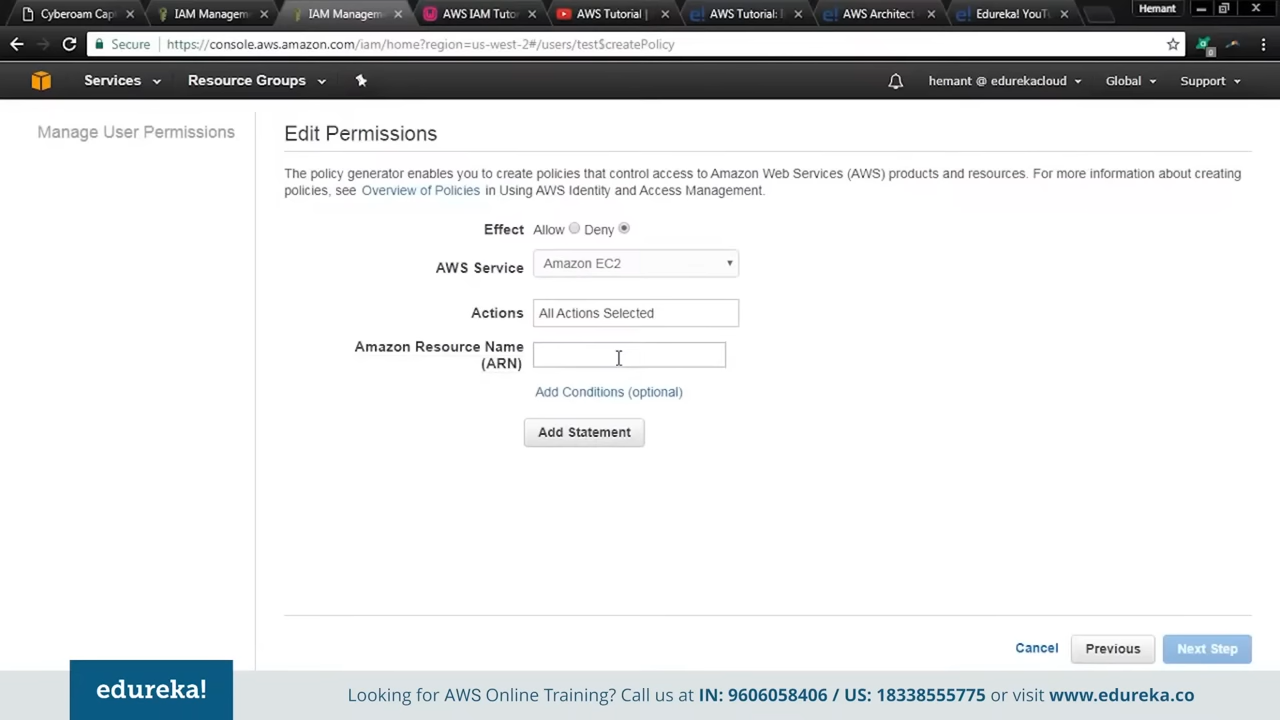 Cyberoam Cap
IAM Managem
IAM Managem
AWS IAM Tuto
AWS Tutorial |
AWS Tutorial:
AWS Architect
Edureka! YouT
Hemant
Secure https://console.aws.amazon.com/iam/home?region=us-west-2#/users/test$createPolicy
Services Resource Groups hemant @ edurekacloud Global Support
Manage User Permissions
Edit Permissions
The policy generator enables you to create policies that control access to Amazon Web Services (AWS) products and resources. For more information about creating
policies, see Overview of Policies in Using AWS Identity and Access Management.
Effect Allow Deny
AWS Service Amazon EC2
Actions All Actions Selected
Amazon Resource Name
(ARN)
Add Conditions (optional)
Add Statement
Cancel Previous Next Step
edureka! Looking for AWS Online Training? Call us at IN: 9606058406 / US: 18338555775 or visit www.edureka.co